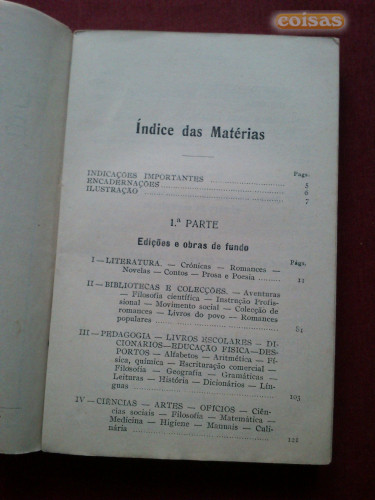 coisas
Índice das Matérias
Pags.
INDICAÇÕES IMPORTANTES 5
ENCADERNAÇÕES 6
ILUSTRAÇÃO 7
1.ª PARTE
Edições e obras de fundo
Págs.
I — LITERATURA. — Crónicas — Romances —
Novelas — Contos — Prosa e Poesia 11
II — BIBLIOTECAS E COLECÇÕES. — Aventuras
— Filosofia científica — Instrução Profis-
sional — Movimento social — Colecção de
romances — Livros do povo — Romances
populares 81
III — PEDAGOGIA — LIVROS ESCOLARES — DI-
CIONÁRIOS—EDUCAÇÃO FÍSICA—DES-
PORTOS — Alfabetos — Aritmética — Fí-
sica, química — Escrituração comercial —
Filosofia — Geografia — Gramáticas —
Leituras — História — Dicionários — Lín-
guas 103
IV — CIÊNCIAS — ARTES — OFÍCIOS — Ciên-
cias sociais — Filosofia — Matemática —
Medicina — Higiene — Manuais — Culi-
nária 122